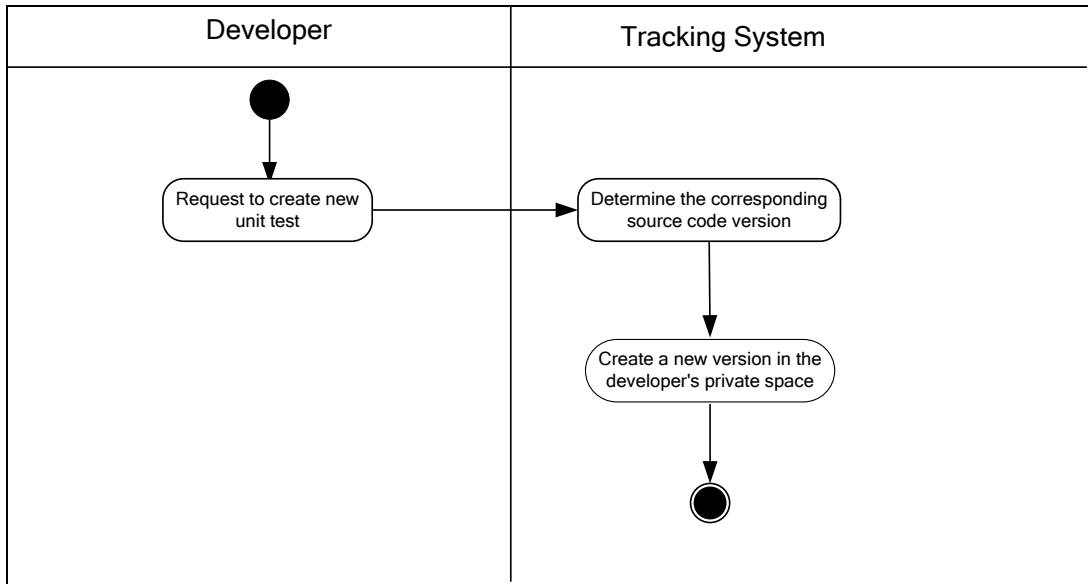 Developer
Tracking System
Request to create new
unit test
Determine the corresponding
source code version
Create a new version in the
developer's private space